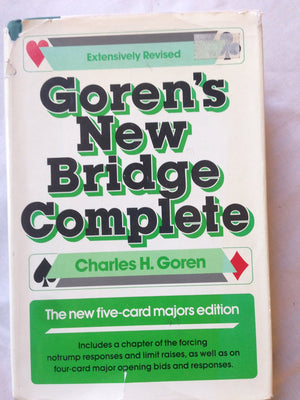 Extensively Revised
Goren's
New
Bridge
Complete
Charles H. Goren
The new five-card majors edition
Includes a chapter of the forcing
notrump responses and limit raises, as well as on
four-card major opening bids and responses.